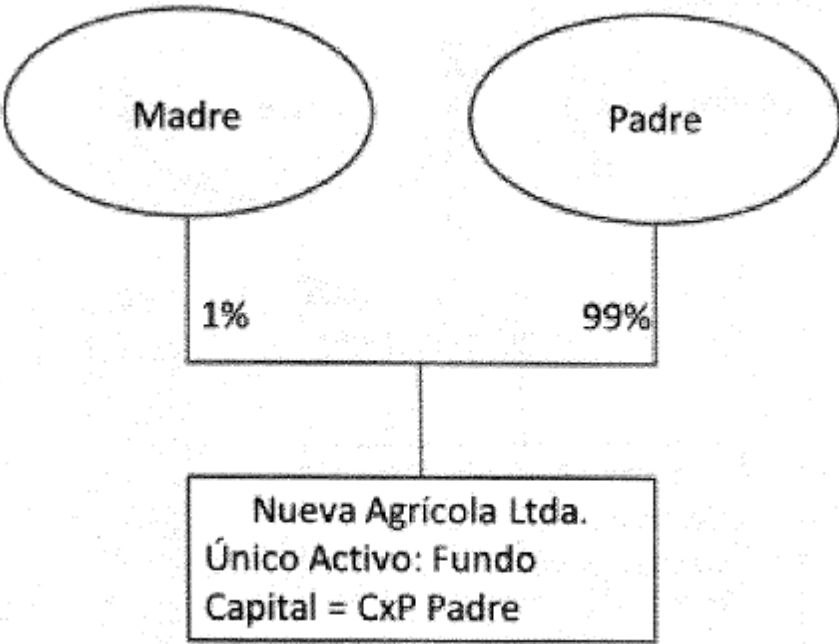 Madre
Padre
1%
99%
Nueva Agrícola Ltda.
Único Activo: Fundo
Capital = CxP Padre